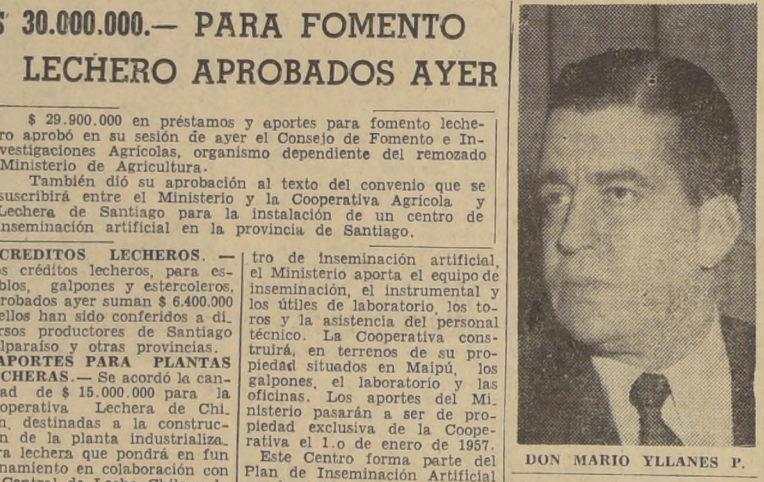 $ 30.000.000.— PARA FOMENTO
LECHERO APROBADOS AYER
$ 29.900.000 en préstamos y aportes para fomento leche-
ro aprobó en su sesión de ayer el Consejo de Fomento e In-
vestigaciones Agrícolas, organismo dependiente del remozado
Ministerio de Agricultura.
También dió su aprobación al texto del convenio que se
suscribirá entre el Ministerio y la Cooperativa Agrícola y
Lechera de Santiago para la instalación de un centro de
inseminación artificial en la provincia de Santiago.
CREDITOS LECHEROS. —
os créditos lecheros, para es-
blos, galpones y estercoleros,
robados ayer suman $ 6.400.000
ellos han sido conferidos a di-
ersos productores de Santiago
alparaíso y otras provincias.
APORTES PARA PLANTAS
CHERAS.— Se acordó la can-
ad de $ 15.000.000 para la
operativa Lechera de Chi-
n, destinadas a la construc-
n de la planta industrializa-
ra lechera que pondrá en fun
namiento en colaboración con
tro de inseminación artificial,
el Ministerio aporta el equipo de
inseminación, el instrumental y
los útiles de laboratorio, los to-
ros y la asistencia del personal
técnico. La Cooperativa cons-
truirá, en terrenos de su pro-
piedad situados en Maipú, los
galpones, el laboratorio y las
oficinas. Los aportes del Mi-
nisterio pasarán a ser de pro-
piedad exclusiva de la Coope-
rativa el 1.o de enero de 1957.
Este Centro forma parte del
Plan de Inseminación Artificial
DON MARIO YLLANES P.